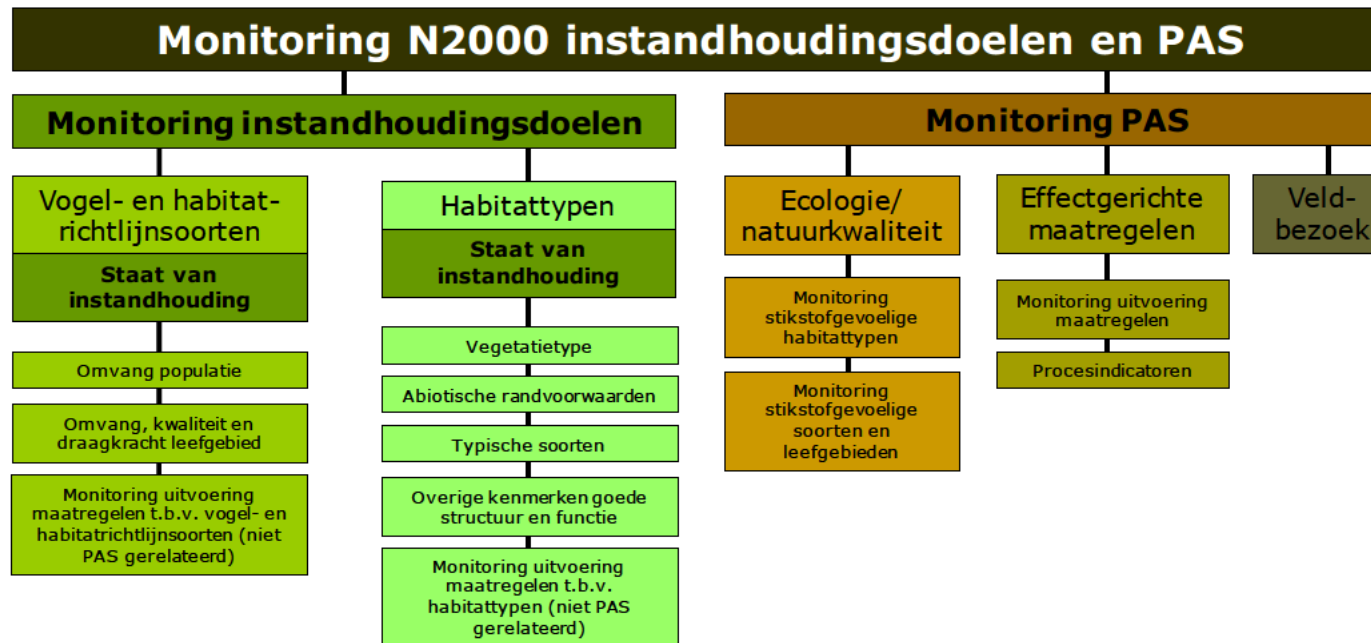 Monitoring N2000 instandhoudingsdoelen en PAS
Monitoring instandhoudingsdoelen
Vogel- en habitat-
richtlijnsoorten
Staat van
instandhouding
Omvang populatie
Omvang, kwaliteit en
draagkracht leefgebied
Monitoring uitvoering
maatregelen t.b.v. vogel- en
habitatrichtlijnsoorten (niet
PAS gerelateerd)
Habitattypen
Staat van
instandhouding
Vegetatietype
Abiotische randvoorwaarden
Typische soorten
Overige kenmerken goede
structuur en functie
Monitoring uitvoering
maatregelen t.b.v.
habitattypen (niet PAS
gerelateerd)
Monitoring PAS
Ecologie/
natuurkwaliteit
Monitoring
stikstofgevoelige
habitattypen
Monitoring
stikstofgevoelige
soorten en
leefgebieden
Effectgerichte
maatregelen
Monitoring uitvoering
maatregelen
Procesindicatoren
Veld-
bezoek